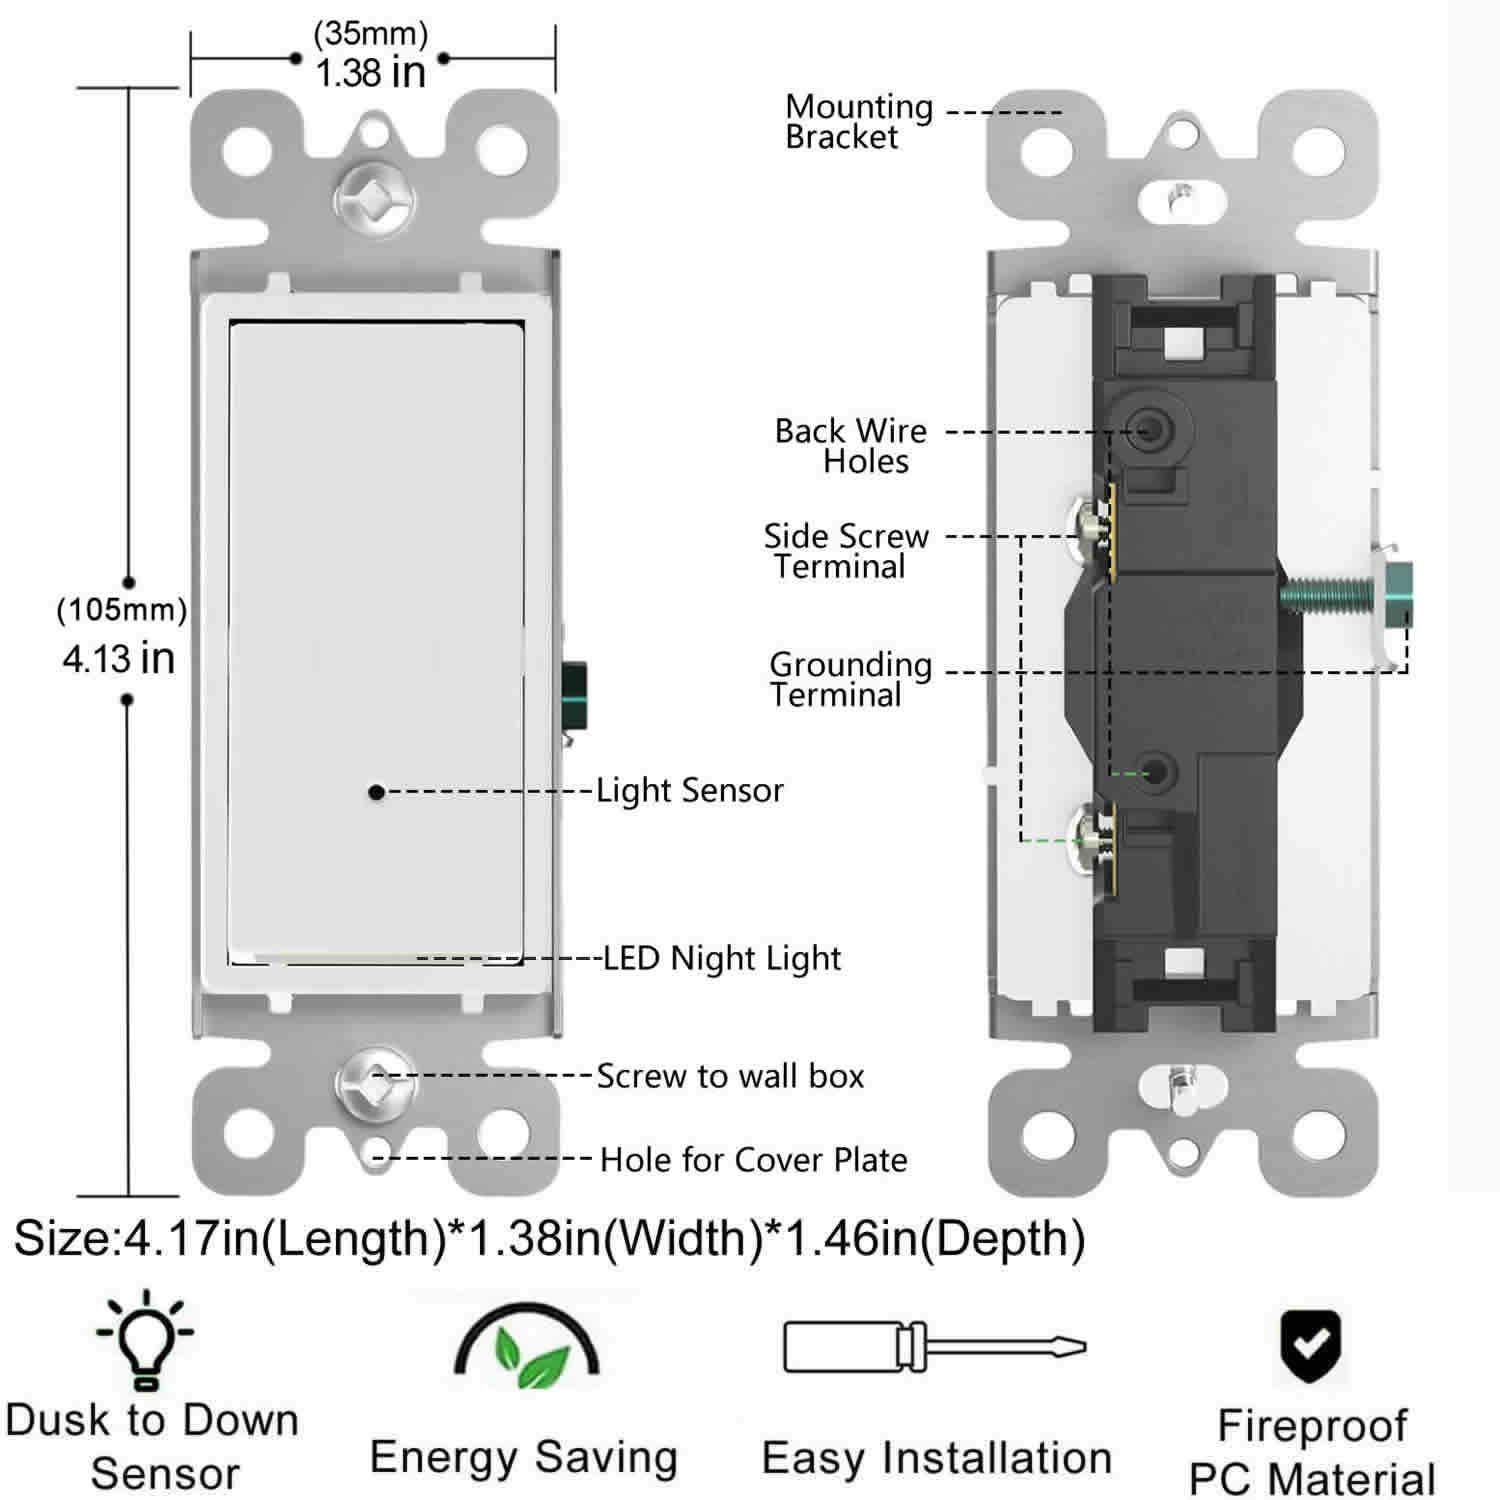 (35mm)
1.38 in
(105mm)
4.13 in
Light Sensor
LED Night Light
Screw to wall box
Hole for Cover Plate
Mounting
Bracket
Back Wire
Holes
Side Screw
Terminal
Grounding
Terminal
Size:4.17in(Length)*1.38in(Width)*1.46in(Depth)
Dusk to Down
Sensor
Energy Saving
Easy Installation
Fireproof
PC Material